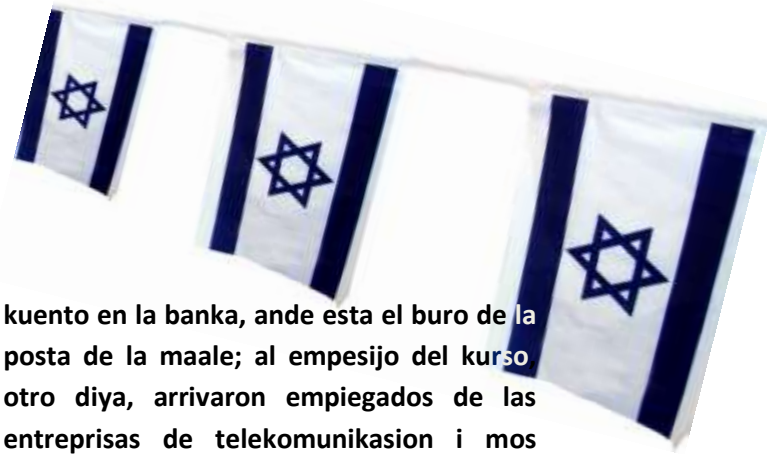 kuento en la banka, ande esta el buro de la
posta de la maale; al empesijo del kurso,
otro diya, arrivaron empiegados de las
entreprisas de telekomunikasion i mos